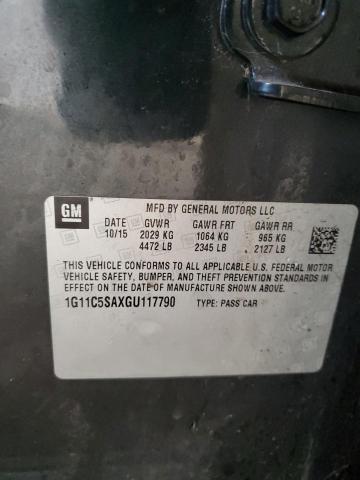 GM
MFD BY GENERAL MOTORS LLC
DATE GVWR GAWR FRT GAWR RR
10/15 2029 KG 1064 KG 965 KG
4472 LB 2345 LB 2127 LB
THIS VEHICLE CONFORMS TO ALL APPLICABLE U.S. FEDERAL MOTOR
VEHICLE SAFETY, BUMPER, AND THEFT PREVENTION STANDARDS
IN EFFECT ON THE DATE OF MANUFACTURE SHOWN ABOVE.
1G11C5SAXGU117790 TYPE: PASS CAR